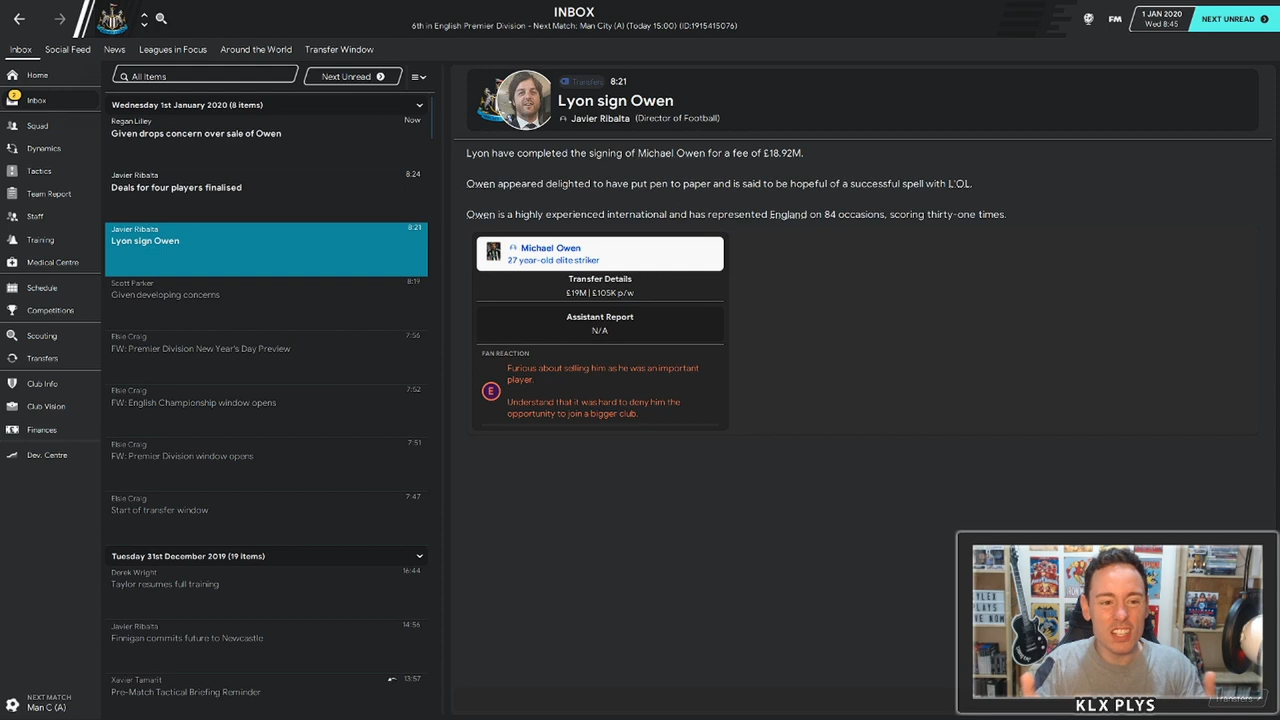 INBOX
6th in English Premier Division - Next Match: Man City (A) (Today 15:00) (ID:1915415076)
FM
1 JAN 2020
Wed 8:45
NEXT UNREAD
Inbox
Social Feed
News
Leagues in Focus
Around the World
Transfer Window
Home
2
Inbox
Squad
Dynamics
Tactics
Team Report
Staff
Training
Medical Centre
Schedule
Competitions
Scouting
Transfers
Club Info
Club Vision
Finances
Dev. Centre
NEXT MATCH
Man C (A)
All Items
Next Unread
Wednesday 1st January 2020 (8 items)
Regan Lilley
Now
Given drops concern over sale of Owen
Javier Ribalta
8:24
Deals for four players finalised
Javier Ribalta
8:21
Lyon sign Owen
Scott Parker
8:19
Given developing concerns
Elsie Craig
7:56
FW: Premier Division New Year's Day Preview
Elsie Craig
7:52
FW: English Championship window opens
Elsie Craig
7:51
FW: Premier Division window opens
Elsie Craig
7:47
Start of transfer window
Tuesday 31st December 2019 (19 items)
Derek Wright
16:44
Taylor resumes full training
Javier Ribalta
14:56
Finnigan commits future to Newcastle
Xavier Tamarit
13:57
Pre-Match Tactical Briefing Reminder
Transfers
8:21
Lyon sign Owen
Javier Ribalta (Director of Football)
Lyon have completed the signing of Michael Owen for a fee of £18.92M.
Owen appeared delighted to have put pen to paper and is said to be hopeful of a successful spell with L'OL.
Owen is a highly experienced international and has represented England on 84 occasions, scoring thirty-one times.
Michael Owen
27 year-old elite striker
Transfer Details
£19M | £105K p/w
Assistant Report
N/A
FAN REACTION
E
Furious about selling him as he was an important
player.
Understand that it was hard to deny him the
opportunity to join a bigger club.
Transfers
KLX PLYS